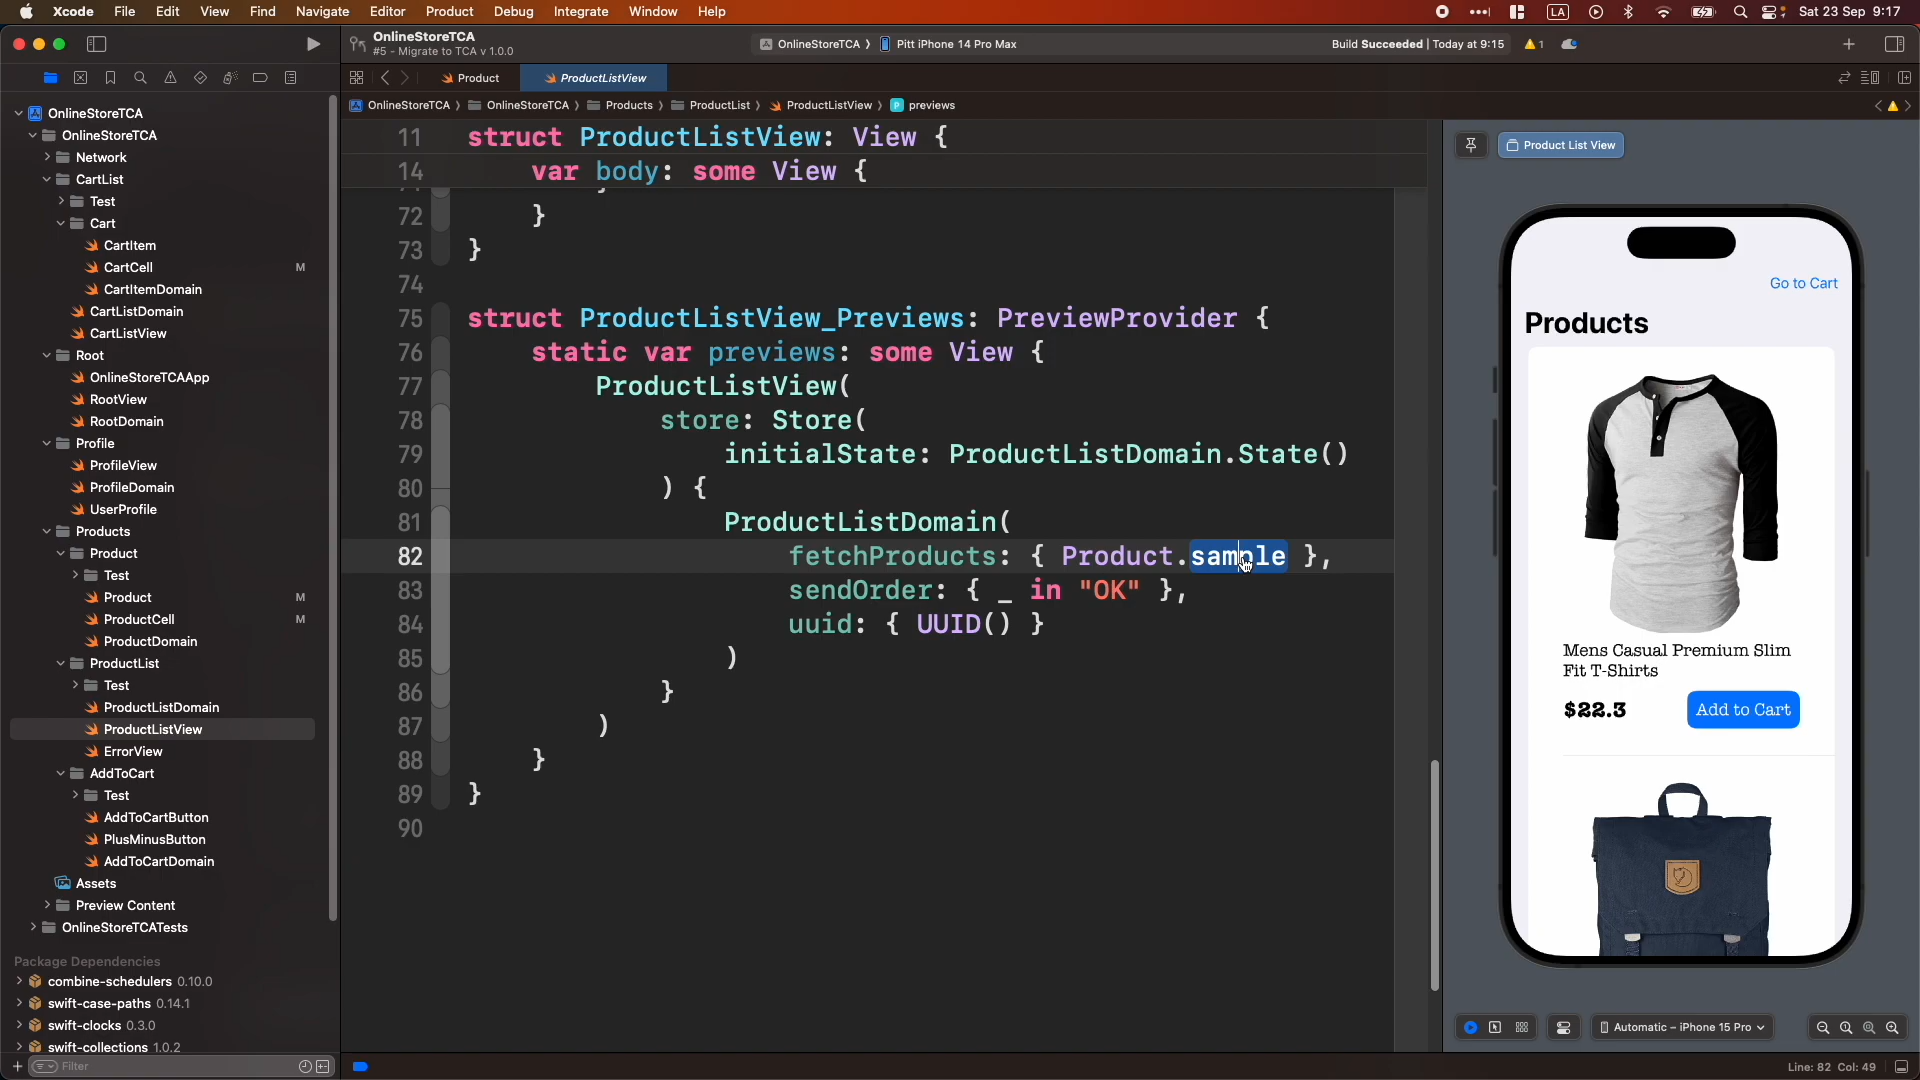 Xcode File Edit View Find Navigate Editor Product Debug Integrate Window Help
LA
Sat 23 Sep 9:17
OnlineStoreTCA
#5 - Migrate to TCA v 1.0.0
OnlineStoreTCA Pitt iPhone 14 Pro Max
Build Succeeded | Today at 9:15
1
Product
ProductListView
OnlineStoreTCA OnlineStoreTCA Products ProductList ProductListView P previews
OnlineStoreTCA
OnlineStoreTCA
Network
CartList
Test
Cart
CartItem
CartCell M
CartItemDomain
CartListDomain
CartListView
Root
OnlineStoreTCAApp
RootView
RootDomain
Profile
ProfileView
ProfileDomain
UserProfile
Products
Product
Test
Product M
ProductCell M
ProductDomain
ProductList
Test
ProductListDomain
ProductListView
ErrorView
AddToCart
Test
AddToCartButton
PlusMinusButton
AddToCartDomain
Assets
Preview Content
OnlineStoreTCATests
Package Dependencies
combine-schedulers 0.10.0
swift-case-paths 0.14.1
swift-clocks 0.3.0
swift-collections 1.0.2
Filter
11 struct ProductListView: View {
14 var body: some View {
72 }
73 }
74
75 struct ProductListView_Previews: PreviewProvider {
76 static var previews: some View {
77 ProductListView(
78 store: Store(
79 initialState: ProductListDomain.State()
80 ) {
81 ProductListDomain(
82 fetchProducts: { Product.sample },
83 sendOrder: { _ in "OK" },
84 uuid: { UUID() }
85 )
86 }
87 )
88 }
89 }
90
Product List View
Go to Cart
Products
Mens Casual Premium Slim
Fit T-Shirts
$22.3
Add to Cart
Automatic – iPhone 15 Pro
Line: 82 Col: 49